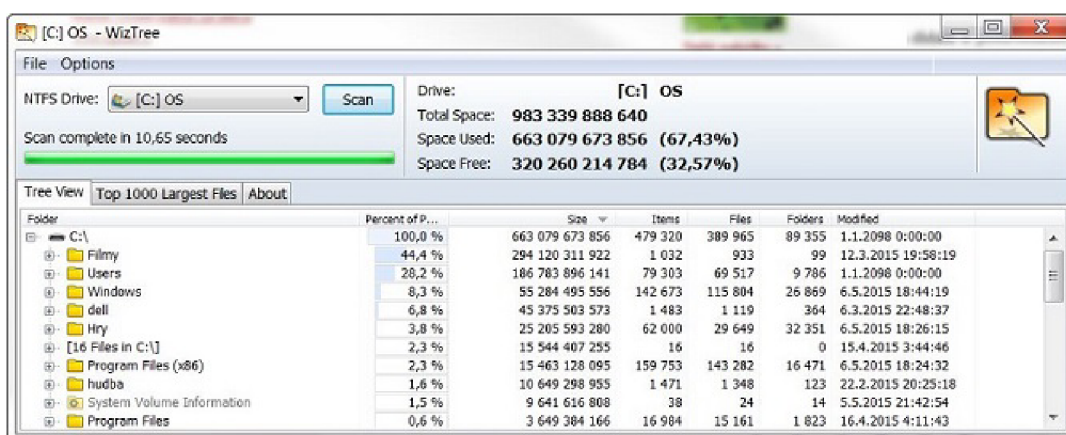 [C:] OS - WizTree
File Options
NTFS Drive: [C:] OS Scan
Scan complete in 10,65 seconds
Drive: [C:] OS
Total Space: 983 339 888 640
Space Used: 663 079 673 856 (67,43%)
Space Free: 320 260 214 784 (32,57%)
Tree View Top 1000 Largest Files About
Folder Percent of P... Size Items Files Folders Modified
C:\ 100,0 % 663 079 673 856 479 320 389 965 89 355 1.1.2098 0:00:00
Filmy 44,4 % 294 120 311 922 1 032 933 99 12.3.2015 19:58:19
Users 28,2 % 186 783 896 141 79 303 69 517 9 786 1.1.2098 0:00:00
Windows 8,3 % 55 284 495 556 142 673 115 804 26 869 6.5.2015 18:44:19
dell 6,8 % 45 375 503 573 1 483 1 119 364 6.3.2015 22:48:37
Hry 3,8 % 25 205 593 280 62 000 29 649 32 351 6.5.2015 18:26:15
[16 Files in C:\] 2,3 % 15 544 407 255 16 16 0 15.4.2015 3:44:46
Program Files (x86) 2,3 % 15 463 128 095 159 753 143 282 16 471 6.5.2015 18:24:32
hudba 1,6 % 10 649 298 955 1 471 1 348 123 22.2.2015 20:25:18
System Volume Information 1,5 % 9 641 616 808 38 24 14 5.5.2015 21:42:54
Program Files 0,6 % 3 649 384 166 16 984 15 161 1 823 16.4.2015 4:11:43